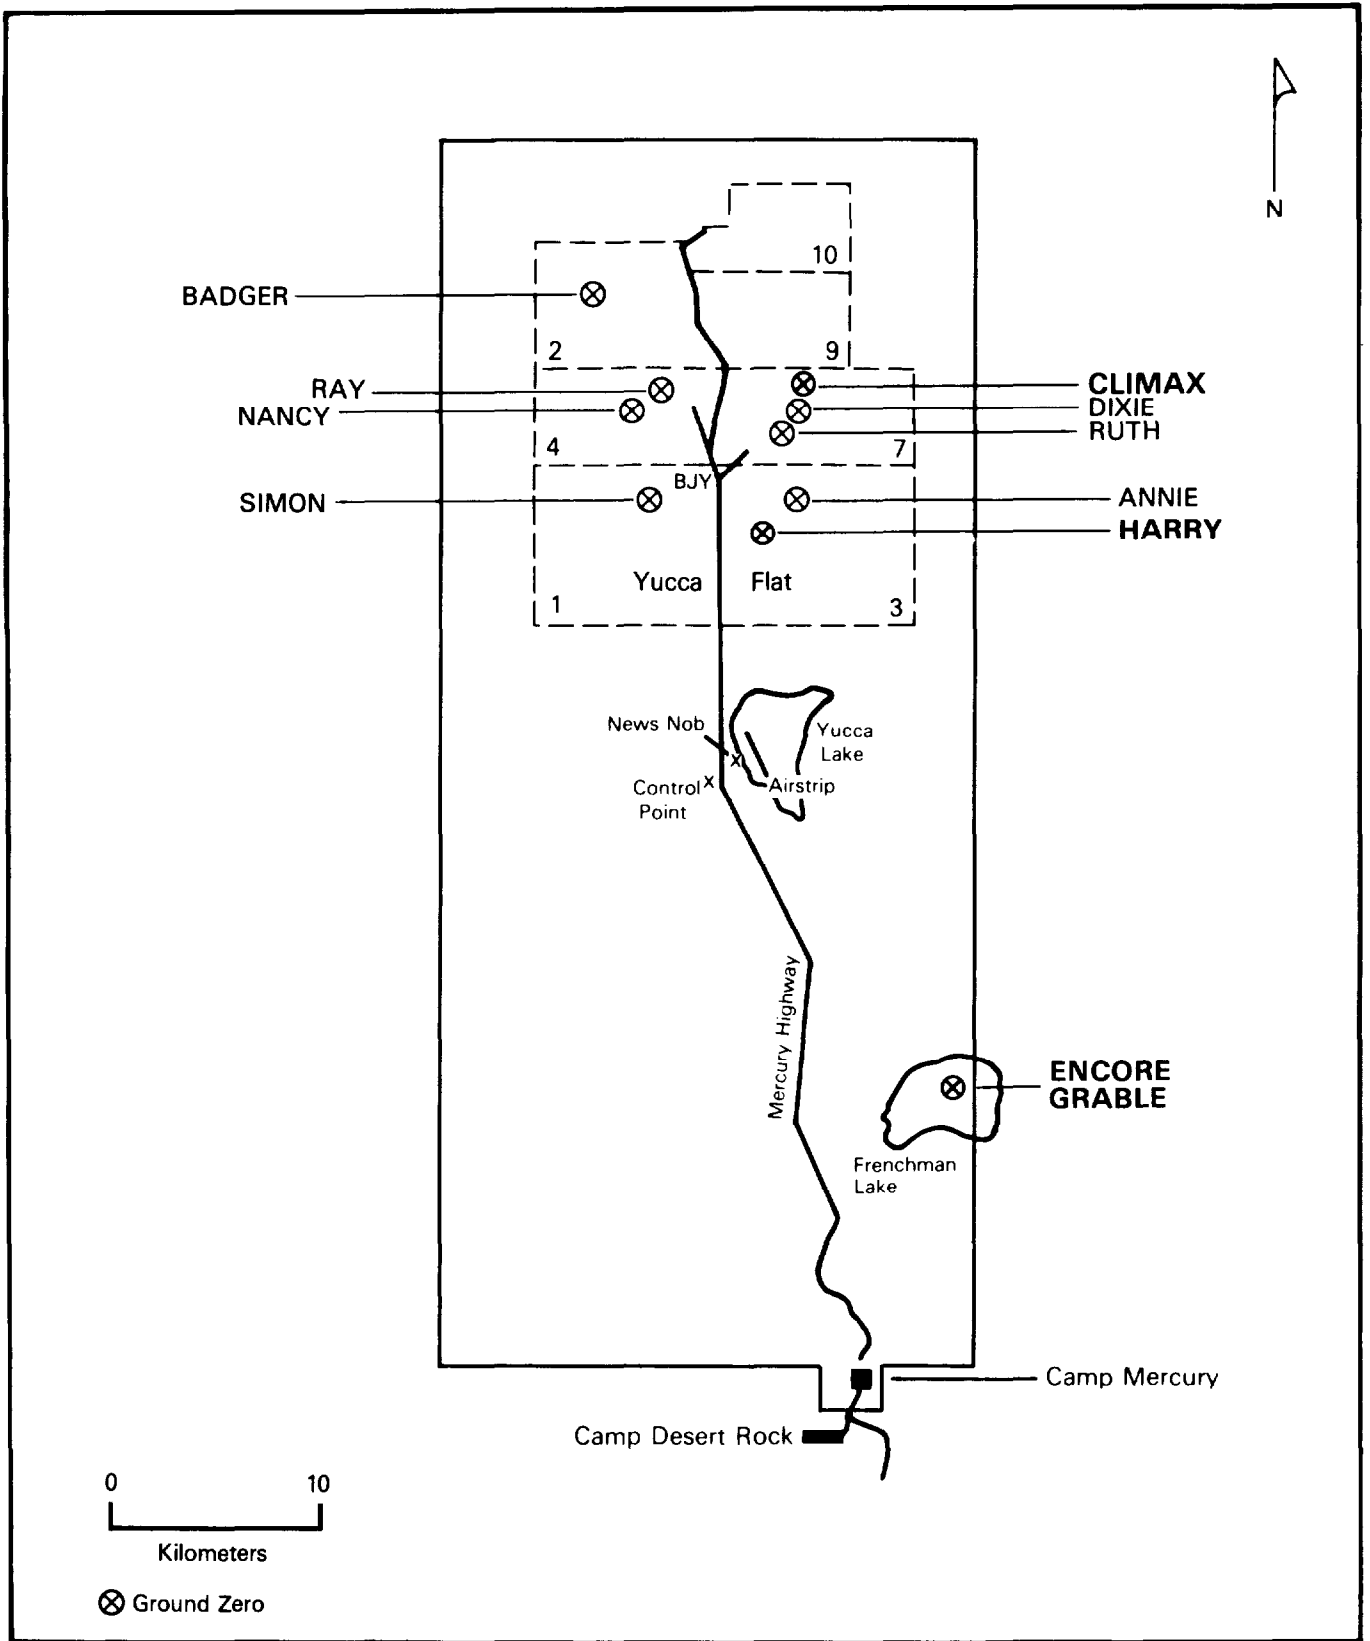 N
10
BADGER
2
9
RAY
CLIMAX
NANCY
DIXIE
RUTH
4
7
BJY
SIMON
ANNIE
HARRY
Yucca Flat
1
3
News Nob
Yucca
Lake
Control
Point
X
X
Airstrip
Mercury Highway
ENCORE
GRABLE
Frenchman
Lake
Camp Mercury
Camp Desert Rock
0 10
Kilometers
Ground Zero